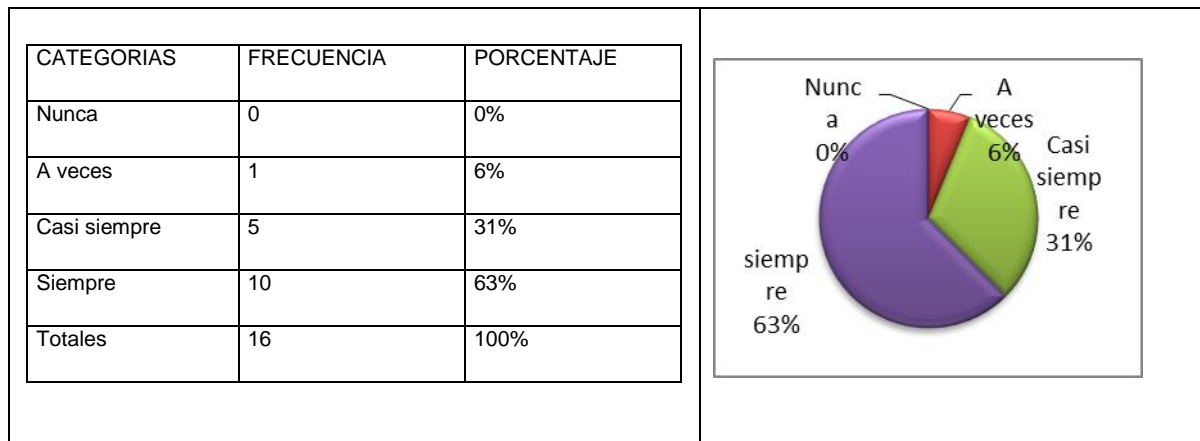 CATEGORIAS FRECUENCIA PORCENTAJE
Nunca 0 0%
A veces 1 6%
Casi siempre 5 31%
Siempre 10 63%
Totales 16 100%
Nunc
a
0%
A
veces
6%
Casi
siemp
re
31%
siemp
re
63%